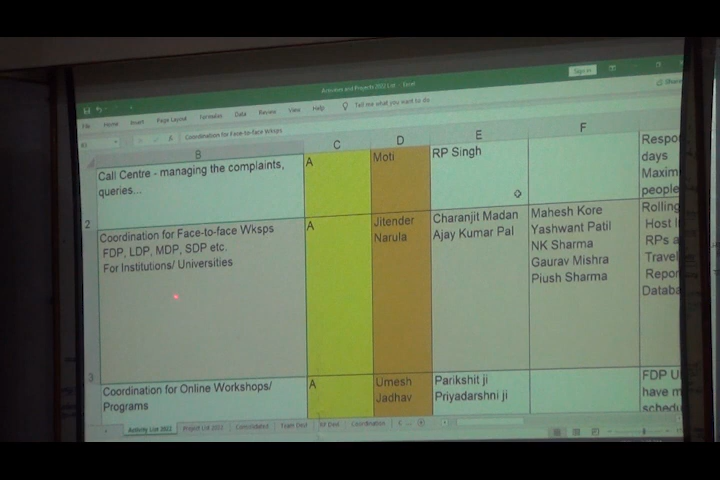 Activities and Projects 2022 List - Excel
Sign in
File Home Insert Page Layout Formulas Data Review View Help Tell me what you want to do
Share
Coordination for Face-to-face Wksps
B C D E F
Call Centre - managing the complaints,
queries...
A
Moti
RP Singh
Respo
days
Maxim
people
2
Coordination for Face-to-face Wksps
FDP, LDP, MDP, SDP etc.
For Institutions/ Universities
A
Jitender
Narula
Charanjit Madan
Ajay Kumar Pal
Mahesh Kore
Yashwant Patil
NK Sharma
Gaurav Mishra
Piush Sharma
Rolling
Host I
RPs a
Travel
Repor
Databa
3
Coordination for Online Workshops/
Programs
A
Umesh
Jadhav
Parikshit ji
Priyadarshni ji
FDP U
have m
schedu
Activity List 2022 Project List 2022 Consolidated Team Devl Coordination